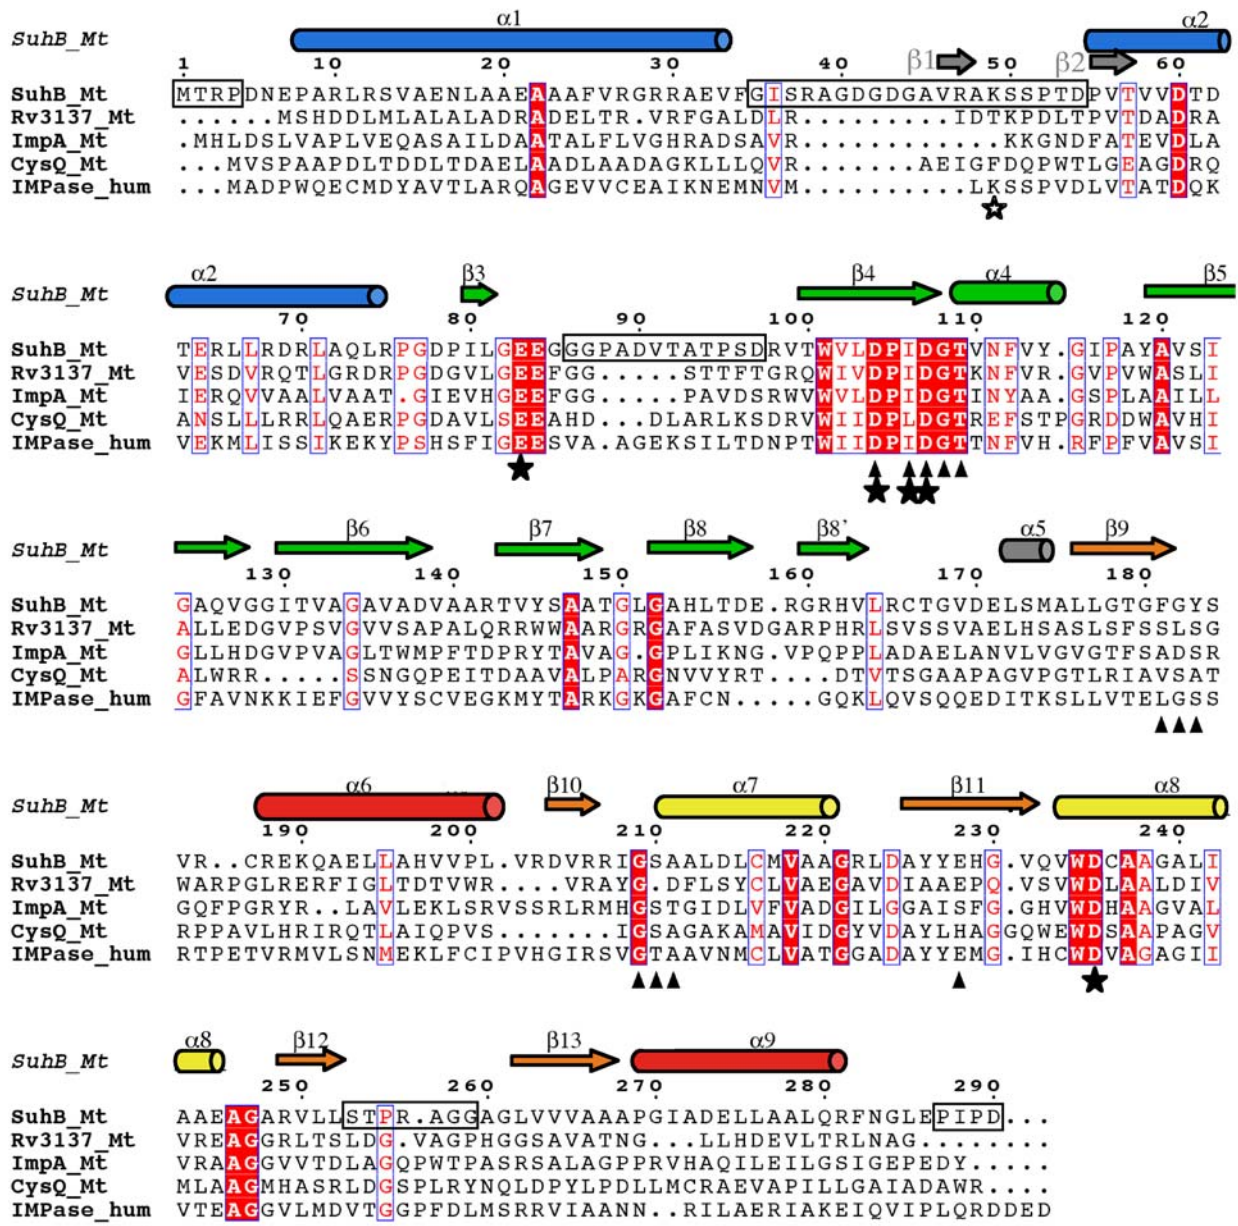 α1 α2
SuhB_Mt
β1 β2
1 10 20 30 40 50 60
SuhB_Mt MTRPDNEPARLRSVAENLAAEAAAFVRGRRAEVFGISRAGDGDGAVRAKSSPTDPVTVVDTD
Rv3137_Mt ......MSHDDLMLALALADRADELTR.VRFGALDLR.........IDTKPDLTPVTDADRA
ImpA_Mt .MHLDSLVAPLVEQASAILDAATALFLVGHRADSAVR............KKGNDFATEVDLA
CysQ_Mt ...MVSPAAPDLTDDLTDAELAADLAADAGKLLLQVR.......AEIGFDQPWTLGEAGDRQ
IMPase_hum ...MADPWQECMDYAVTLARQAGEVVCEAIKNEMNVM..........LKSSPVDLVTATDQK
α2 β3 β4 α4 β5
SuhB_Mt
70 80 90 100 110 120
SuhB_Mt TERLLRDRLAQLRPGDPILGEEGGGPADVTATPSDRVTWVLDPIDGTVNFVY.GIPAYAVSI
Rv3137_Mt VESDVRQTLGRDRPGDGVLGEEFGG.....STTFTGRQWIVDPIDGTKNFVR.GVPVWASLI
ImpA_Mt IERQVVAALVAAT.GIEVHGEEFGG.....PAVDSRWVWVLDPIDGTINYAA.GSPLAAILL
CysQ_Mt ANSLLLRRLQAERPGDAVLSEEAHD...DLARLKSDRVWIIDPLDGTREFSTPGRDDWAVHI
IMPase_hum VEKMLISSIKEKYPSHSFIGEESVA.AGEKSILTDNPTWIIDPIDGTTNFVH.RFPFVAVSI
β6 β7 β8 β8' α5 β9
SuhB_Mt
130 140 150 160 170 180
SuhB_Mt GAQVGGITVAGAVADVAARTVYSAATGLGAHLTDE.RGRHVLRCTGVDELSMALLGTGFGYS
Rv3137_Mt ALLEDGVPSVGVVSAPALQRRWWAARGRGAFASVDGARPHRLSVSSVAELHSASLSFSSLSG
ImpA_Mt GLLHDGVPVAGLTWMPFTDPRYTAVAG.GPLIKNG.VPQPPLADAELANVLVGVGTFSADSR
CysQ_Mt ALWRR.....SSNGQPEITDAAVALPARGNVVYRT....DTVTSGAAPAGVPGTLRIAVSAT
IMPase_hum GFAVNKKIEFGVVYSCVEGKMYTARKGKGAFCN.....GQKLQVSQQEDITKSLLVTELGSS
α6 β10 α7 β11 α8
SuhB_Mt
190 200 210 220 230 240
SuhB_Mt VR..CREKQAELLAHVVPL.VRDVRRIGSAALDLCMVAAGRLDAYYEHG.VQVWDCAAGALI
Rv3137_Mt WARPGLRERFIGLTDTVWR....VRAYG.DFLSYCLVAEGAVDIAAEPQ.VSVWDLAALDIV
ImpA_Mt GQFPGRYR..LAVLEKLSRVSSRLRMHGSTGIDLVFVADGILGGAISFG.GHVWDHAAGVAL
CysQ_Mt RPPAVLHRIRQTLAIQPVS.....IGSAGAKAMAVIDGYVDAYLHAGGQWEWDSAAPAGV
IMPase_hum RTPETVRMVLSNMEKLFCIPVHGIRSVGTAAVNMCLVATGGADAYYEMG.IHCWDVAGAGII
α8 β12 β13 α9
SuhB_Mt
250 260 270 280 290
SuhB_Mt AAEAGARVLLSTPR.AGGAGLVVVAAAPGIADELLAALQRFNGLEPIPD...
Rv3137_Mt VREAGGRLTSLDG.VAGPHGGSAVATNG...LLHDEVLTRLNAG........
ImpA_Mt VRAAGGVVTDLAGQPWTPASRSALAGPPRVHAQILEILGSIGEPEDY.....
CysQ_Mt MLAAGMHASRLDGSPLRYNQLDPYLPDLLMCRAEVAPILLGAIADAWR....
IMPase_hum VTEAGGVLMDVTGGPFDLMSRRVIAANN..RILAERIAKEIQVIPLQRDDED